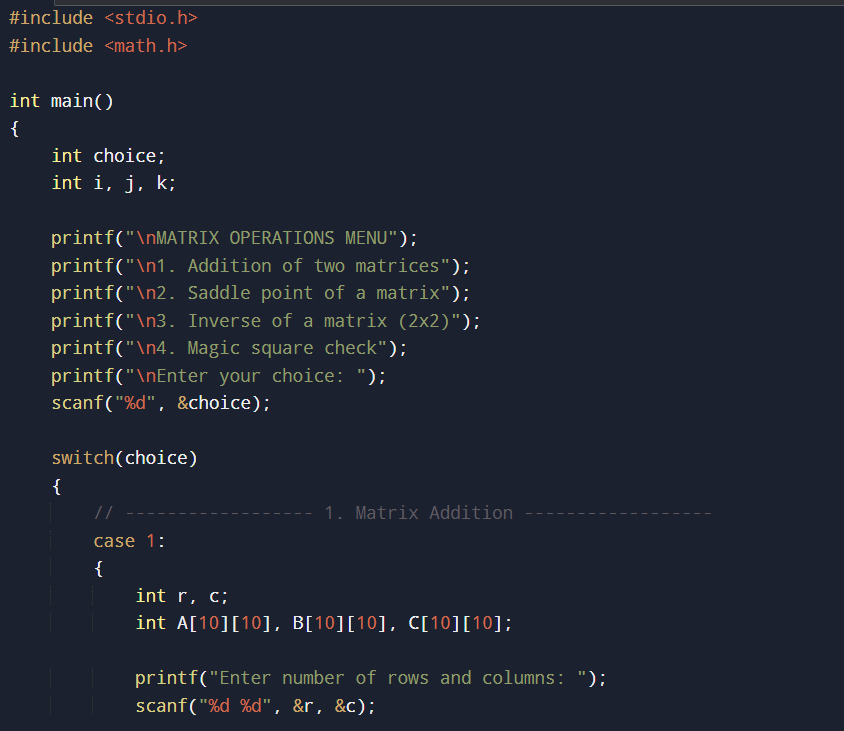 #include <stdio.h>
#include <math.h>
int main()
{
int choice;
int i, j, k;
printf("\nMATRIX OPERATIONS MENU");
printf("\n1. Addition of two matrices");
printf("\n2. Saddle point of a matrix");
printf("\n3. Inverse of a matrix (2x2)");
printf("\n4. Magic square check");
printf("\nEnter your choice: ");
scanf("%d", &choice);
switch(choice)
{
// ------------------ 1. Matrix Addition ------------------
case 1:
{
int r, c;
int A[10][10], B[10][10], C[10][10];
printf("Enter number of rows and columns: ");
scanf("%d %d", &r, &c);